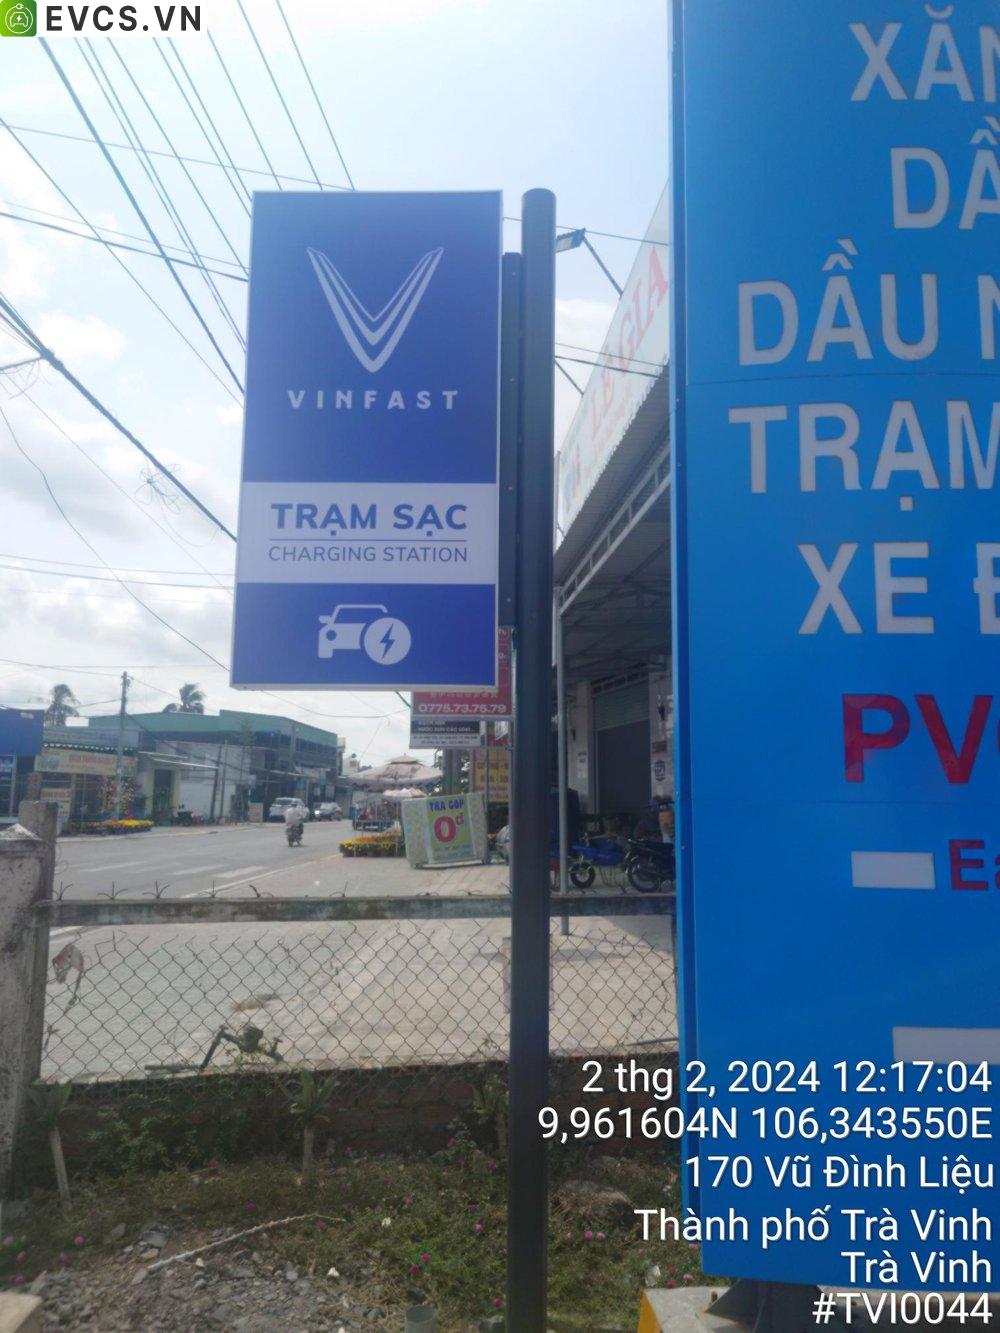 EVCS.VN
VINFAST
TRẠM SẠC
CHARGING STATION
XĂN
DẦ
DẦU N
TRẠM
XE Đ
PV
Ea
LE GIA
0775.73.75.79
TRẢ GÓP
0đ
2 thg 2, 2024 12:17:04
9,961604N 106,343550E
170 Vũ Đình Liệu
Thành phố Trà Vinh
Trà Vinh
#TVI0044